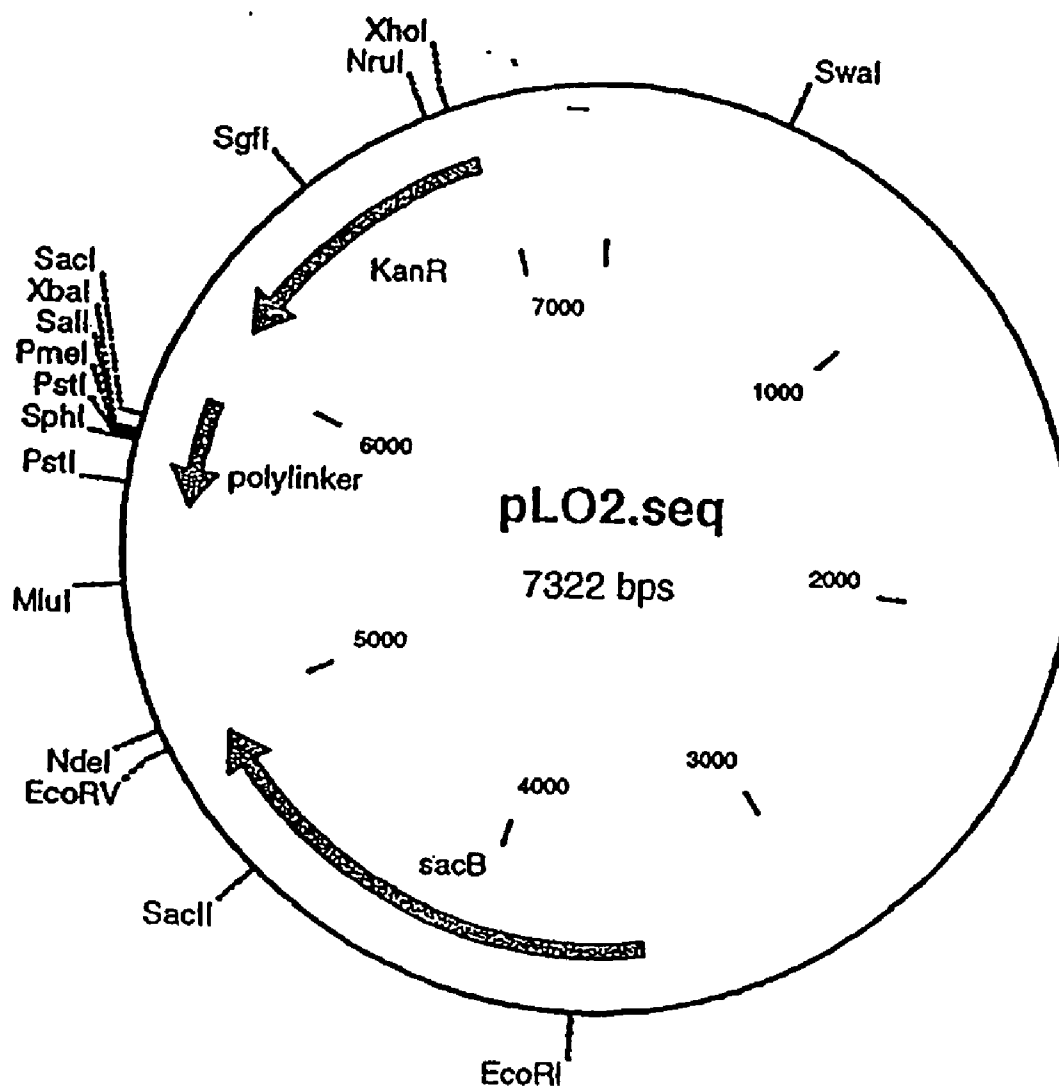 XhoI
NruI
SwaI
SgfI
KanR
7000
1000
SacI
XbaI
SalI
PmeI
PstI
SphI
PstI
6000
polylinker
pLO2.seq
7322 bps
2000
MluI
5000
NdeI
EcoRV
3000
4000
sacB
SacII
EcoRI